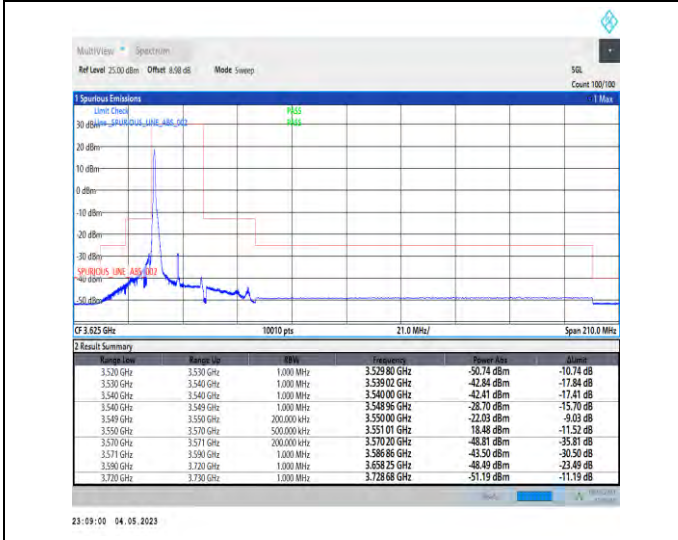 MultiView Spectrum
Ref Level 25.00 dBm Offset 8.98 dB Mode Sweep SGL
Count 100/100
1 Spurious Emissions 1 Max
Limit Check PASS
30 dBm Line _SPURIOUS_LINE_ABS_002 PASS
20 dBm
10 dBm
0 dBm
-10 dBm
-20 dBm
-30 dBm
SPURIOUS_LINE_ABS_002
-40 dBm
-50 dBm
CF 3.625 GHz 10010 pts 21.0 MHz/ Span 210.0 MHz
2 Result Summary
Range Low Range Up RBW Frequency Power Abs ΔLimit
3.520 GHz 3.530 GHz 1.000 MHz 3.529 80 GHz -50.74 dBm -10.74 dB
3.530 GHz 3.540 GHz 1.000 MHz 3.539 02 GHz -42.84 dBm -17.84 dB
3.540 GHz 3.540 GHz 1.000 MHz 3.540 00 GHz -42.41 dBm -17.41 dB
3.540 GHz 3.549 GHz 1.000 MHz 3.548 96 GHz -28.70 dBm -15.70 dB
3.549 GHz 3.550 GHz 200.000 kHz 3.550 00 GHz -22.03 dBm -9.03 dB
3.550 GHz 3.570 GHz 500.000 kHz 3.551 01 GHz 18.48 dBm -11.52 dB
3.570 GHz 3.571 GHz 200.000 kHz 3.570 20 GHz -48.81 dBm -35.81 dB
3.571 GHz 3.590 GHz 1.000 MHz 3.586 86 GHz -43.50 dBm -30.50 dB
3.590 GHz 3.720 GHz 1.000 MHz 3.658 25 GHz -48.49 dBm -23.49 dB
3.720 GHz 3.730 GHz 1.000 MHz 3.728 68 GHz -51.19 dBm -11.19 dB
23:09:00 04.05.2023